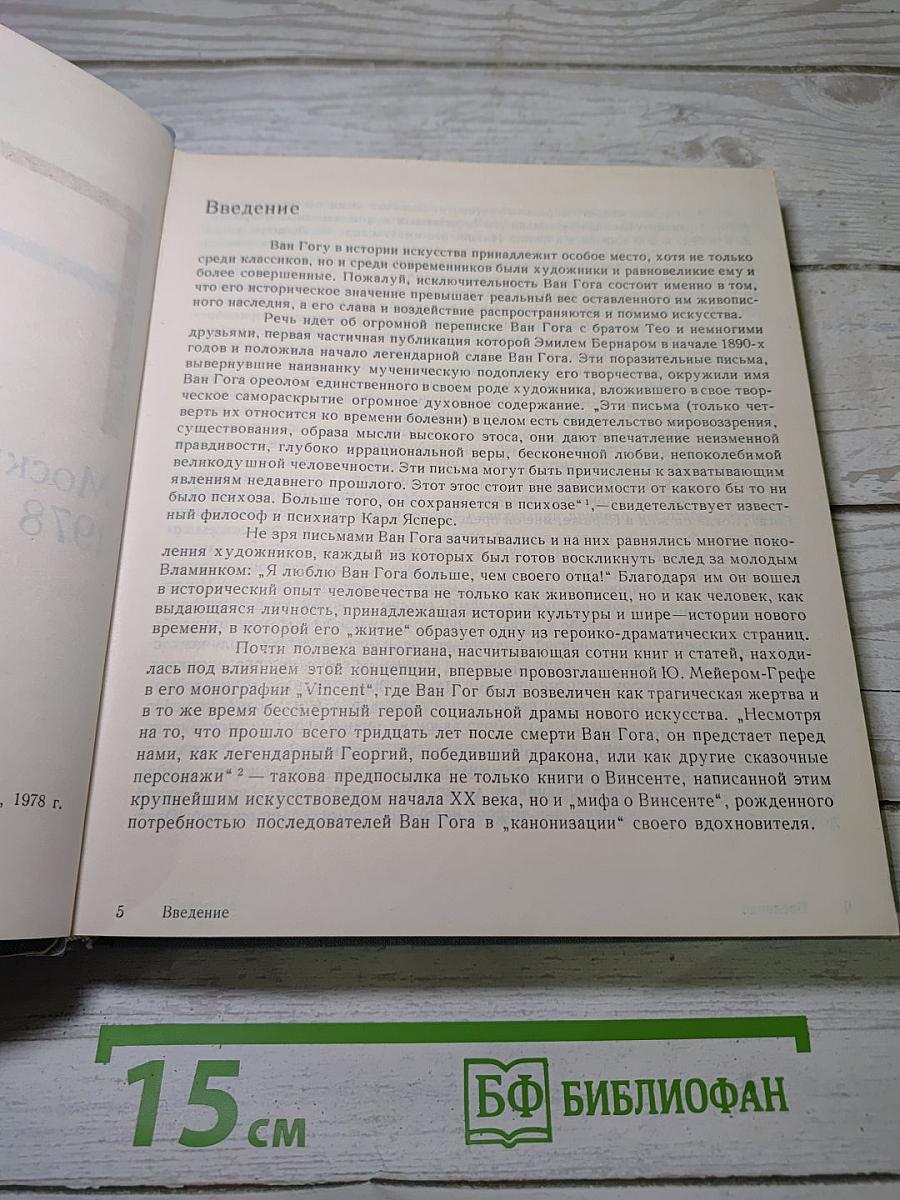 Введение
Ван Гогу в истории искусства принадлежит особое место, хотя не только
среди классиков, но и среди современников были художники и равновеликие ему и
более совершенные. Пожалуй, исключительность Ван Гога состоит именно в том,
что его историческое значение превышает реальный вес оставленного им живопис-
ного наследия, а его слава и воздействие распространяются и помимо искусства.
Речь идет об огромной переписке Ван Гога с братом Тео и немногими
друзьями, первая частичная публикация которой Эмилем Бернаром в начале 1890-х
годов и положила начало легендарной славе Ван Гога. Эти поразительные письма,
вывернувшие наизнанку мученическую подоплеку его творчества, окружили имя
Ван Гога ореолом единственного в своем роде художника, вложившего в свое твор-
ческое самораскрытие огромное духовное содержание. „Эти письма (только чет-
верть их относится ко времени болезни) в целом есть свидетельство мировоззрения,
существования, образа мысли высокого этоса, они дают впечатление неизменной
правдивости, глубоко иррациональной веры, бесконечной любви, непоколебимой
великодушной человечности. Эти письма могут быть причислены к захватывающим
явлениям недавнего прошлого. Этот этос стоит вне зависимости от какого бы то ни
было психоза. Больше того, он сохраняется в психозе“ ¹,— свидетельствует извест-
ный философ и психиатр Карл Ясперс.
Не зря письмами Ван Гога зачитывались и на них равнялись многие поко-
ления художников, каждый из которых был готов воскликнуть вслед за молодым
Вламинком: „Я люблю Ван Гога больше, чем своего отца!“ Благодаря им он вошел
в исторический опыт человечества не только как живописец, но и как человек, как
выдающаяся личность, принадлежащая истории культуры и шире—истории нового
времени, в которой его „житие“ образует одну из героико-драматических страниц.
Почти полвека вангогиана, насчитывающая сотни книг и статей, находи-
лась под влиянием этой концепции, впервые провозглашенной Ю. Мейером-Грефе
в его монографии „Vincent“, где Ван Гог был возвеличен как трагическая жертва и
в то же время бессмертный герой социальной драмы нового искусства. „Несмотря
на то, что прошло всего тридцать лет после смерти Ван Гога, он предстает перед
нами, как легендарный Георгий, победивший дракона, или как другие сказочные
персонажи“ ² — такова предпосылка не только книги о Винсенте, написанной этим
крупнейшим искусствоведом начала XX века, но и „мифа о Винсенте“, рожденного
потребностью последователей Ван Гога в „канонизации“ своего вдохновителя.
5 Введение
, 1978 г.
15 см
БФ БИБЛИОФАН